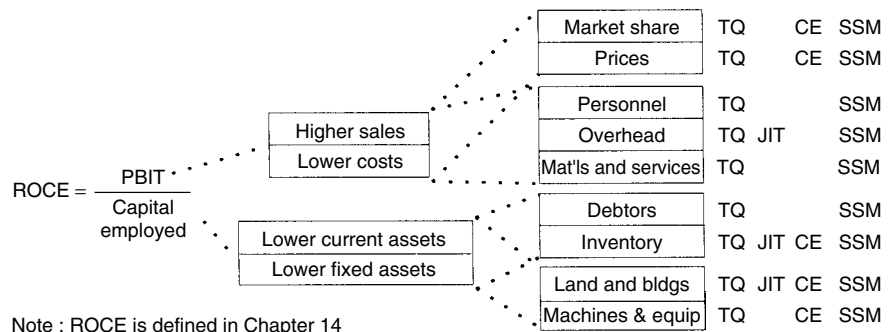 Market share TQ CE SSM
Prices TQ CE SSM
Personnel TQ SSM
Higher sales
Overhead TQ JIT SSM
Lower costs
Mat'ls and services TQ SSM
ROCE = PBIT
Capital
employed
Debtors TQ SSM
Lower current assets
Inventory TQ JIT CE SSM
Lower fixed assets
Land and bldgs TQ JIT CE SSM
Machines & equip TQ CE SSM
Note : ROCE is defined in Chapter 14